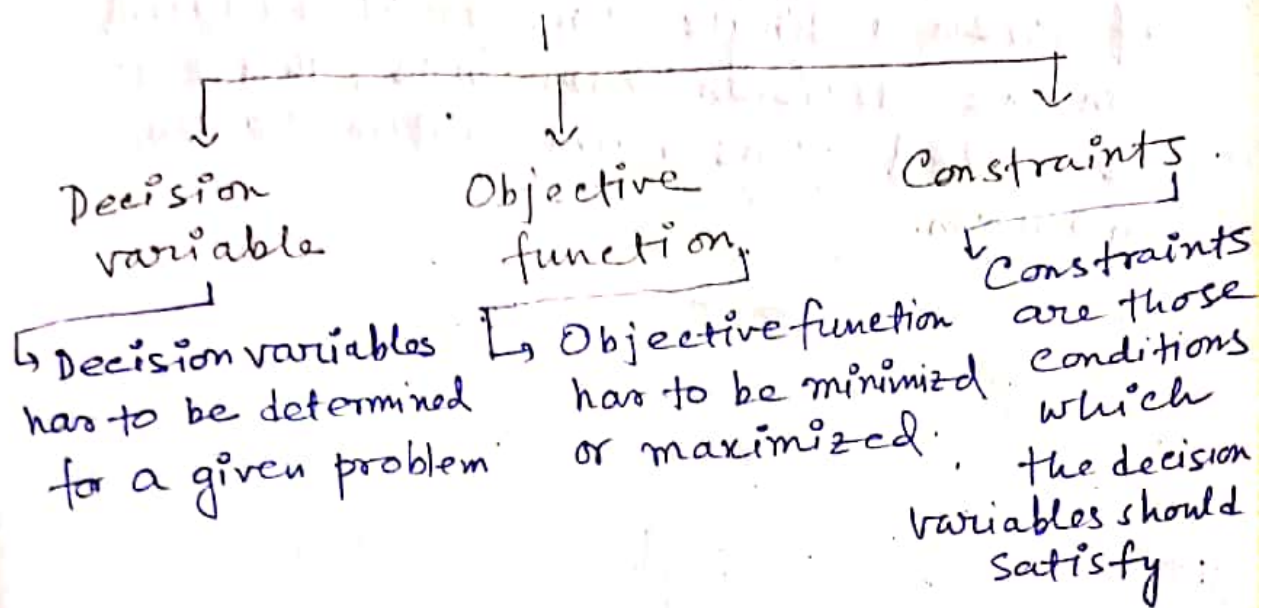 Decision
variable
Objective
function
Constraints.
Decision variables
has to be determined
for a given problem
Objective function
has to be minimizd
or maximized.
Constraints
are those
conditions
which
the decision
variables should
satisfy.